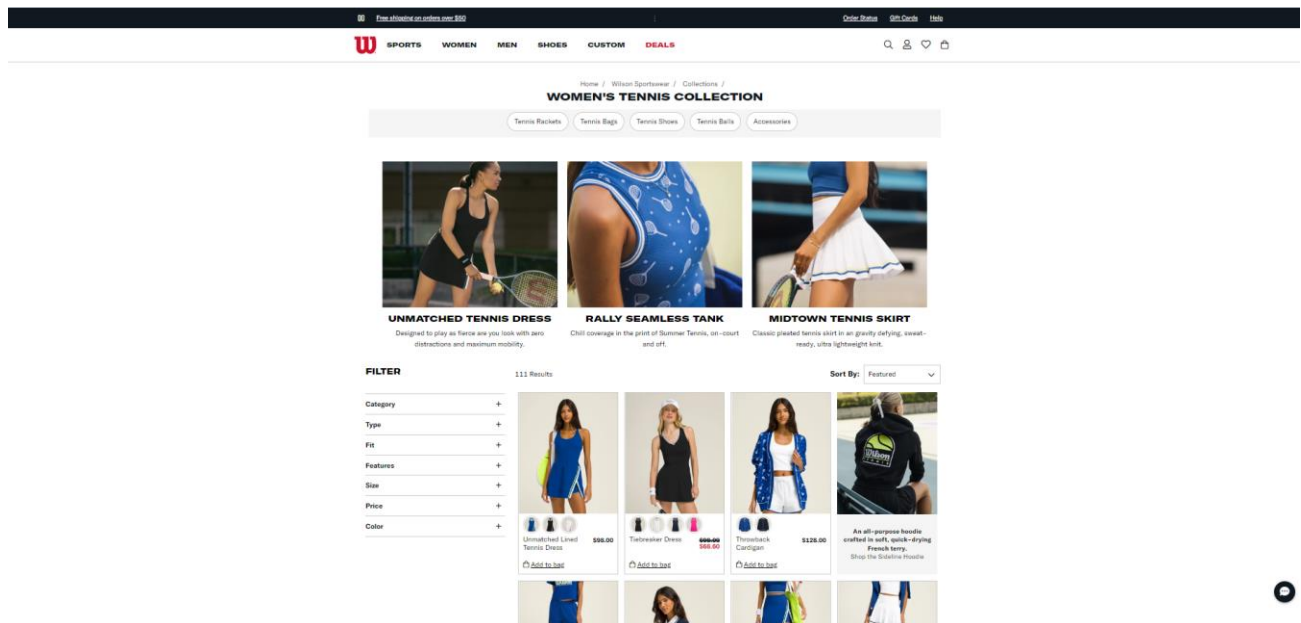 Free shipping on orders over $50
Order Status Gift Cards Help
W SPORTS WOMEN MEN SHOES CUSTOM DEALS
Home / Wilson Sportswear / Collections /
WOMEN'S TENNIS COLLECTION
Tennis Rackets Tennis Bags Tennis Shoes Tennis Balls Accessories
UNMATCHED TENNIS DRESS
Designed to play as fierce are you look with zero
distractions and maximum mobility.
RALLY SEAMLESS TANK
Chill coverage in the print of Summer Tennis, on-court
and off.
MIDTOWN TENNIS SKIRT
Classic pleated tennis skirt in an gravity defying, sweat-
ready, ultra lightweight knit.
FILTER
111 Results
Sort By: Featured
Category +
Type +
Fit +
Features +
Size +
Price +
Color +
Unmatched Lined $98.00
Tennis Dress
Add to bag
Tiebreaker Dress
Add to bag
Throwback $128.00
Cardigan
Add to bag
Wilson
TENNIS
An all-purpose hoodie
crafted in soft, quick-drying
French terry.
Shop the Sideline Hoodie